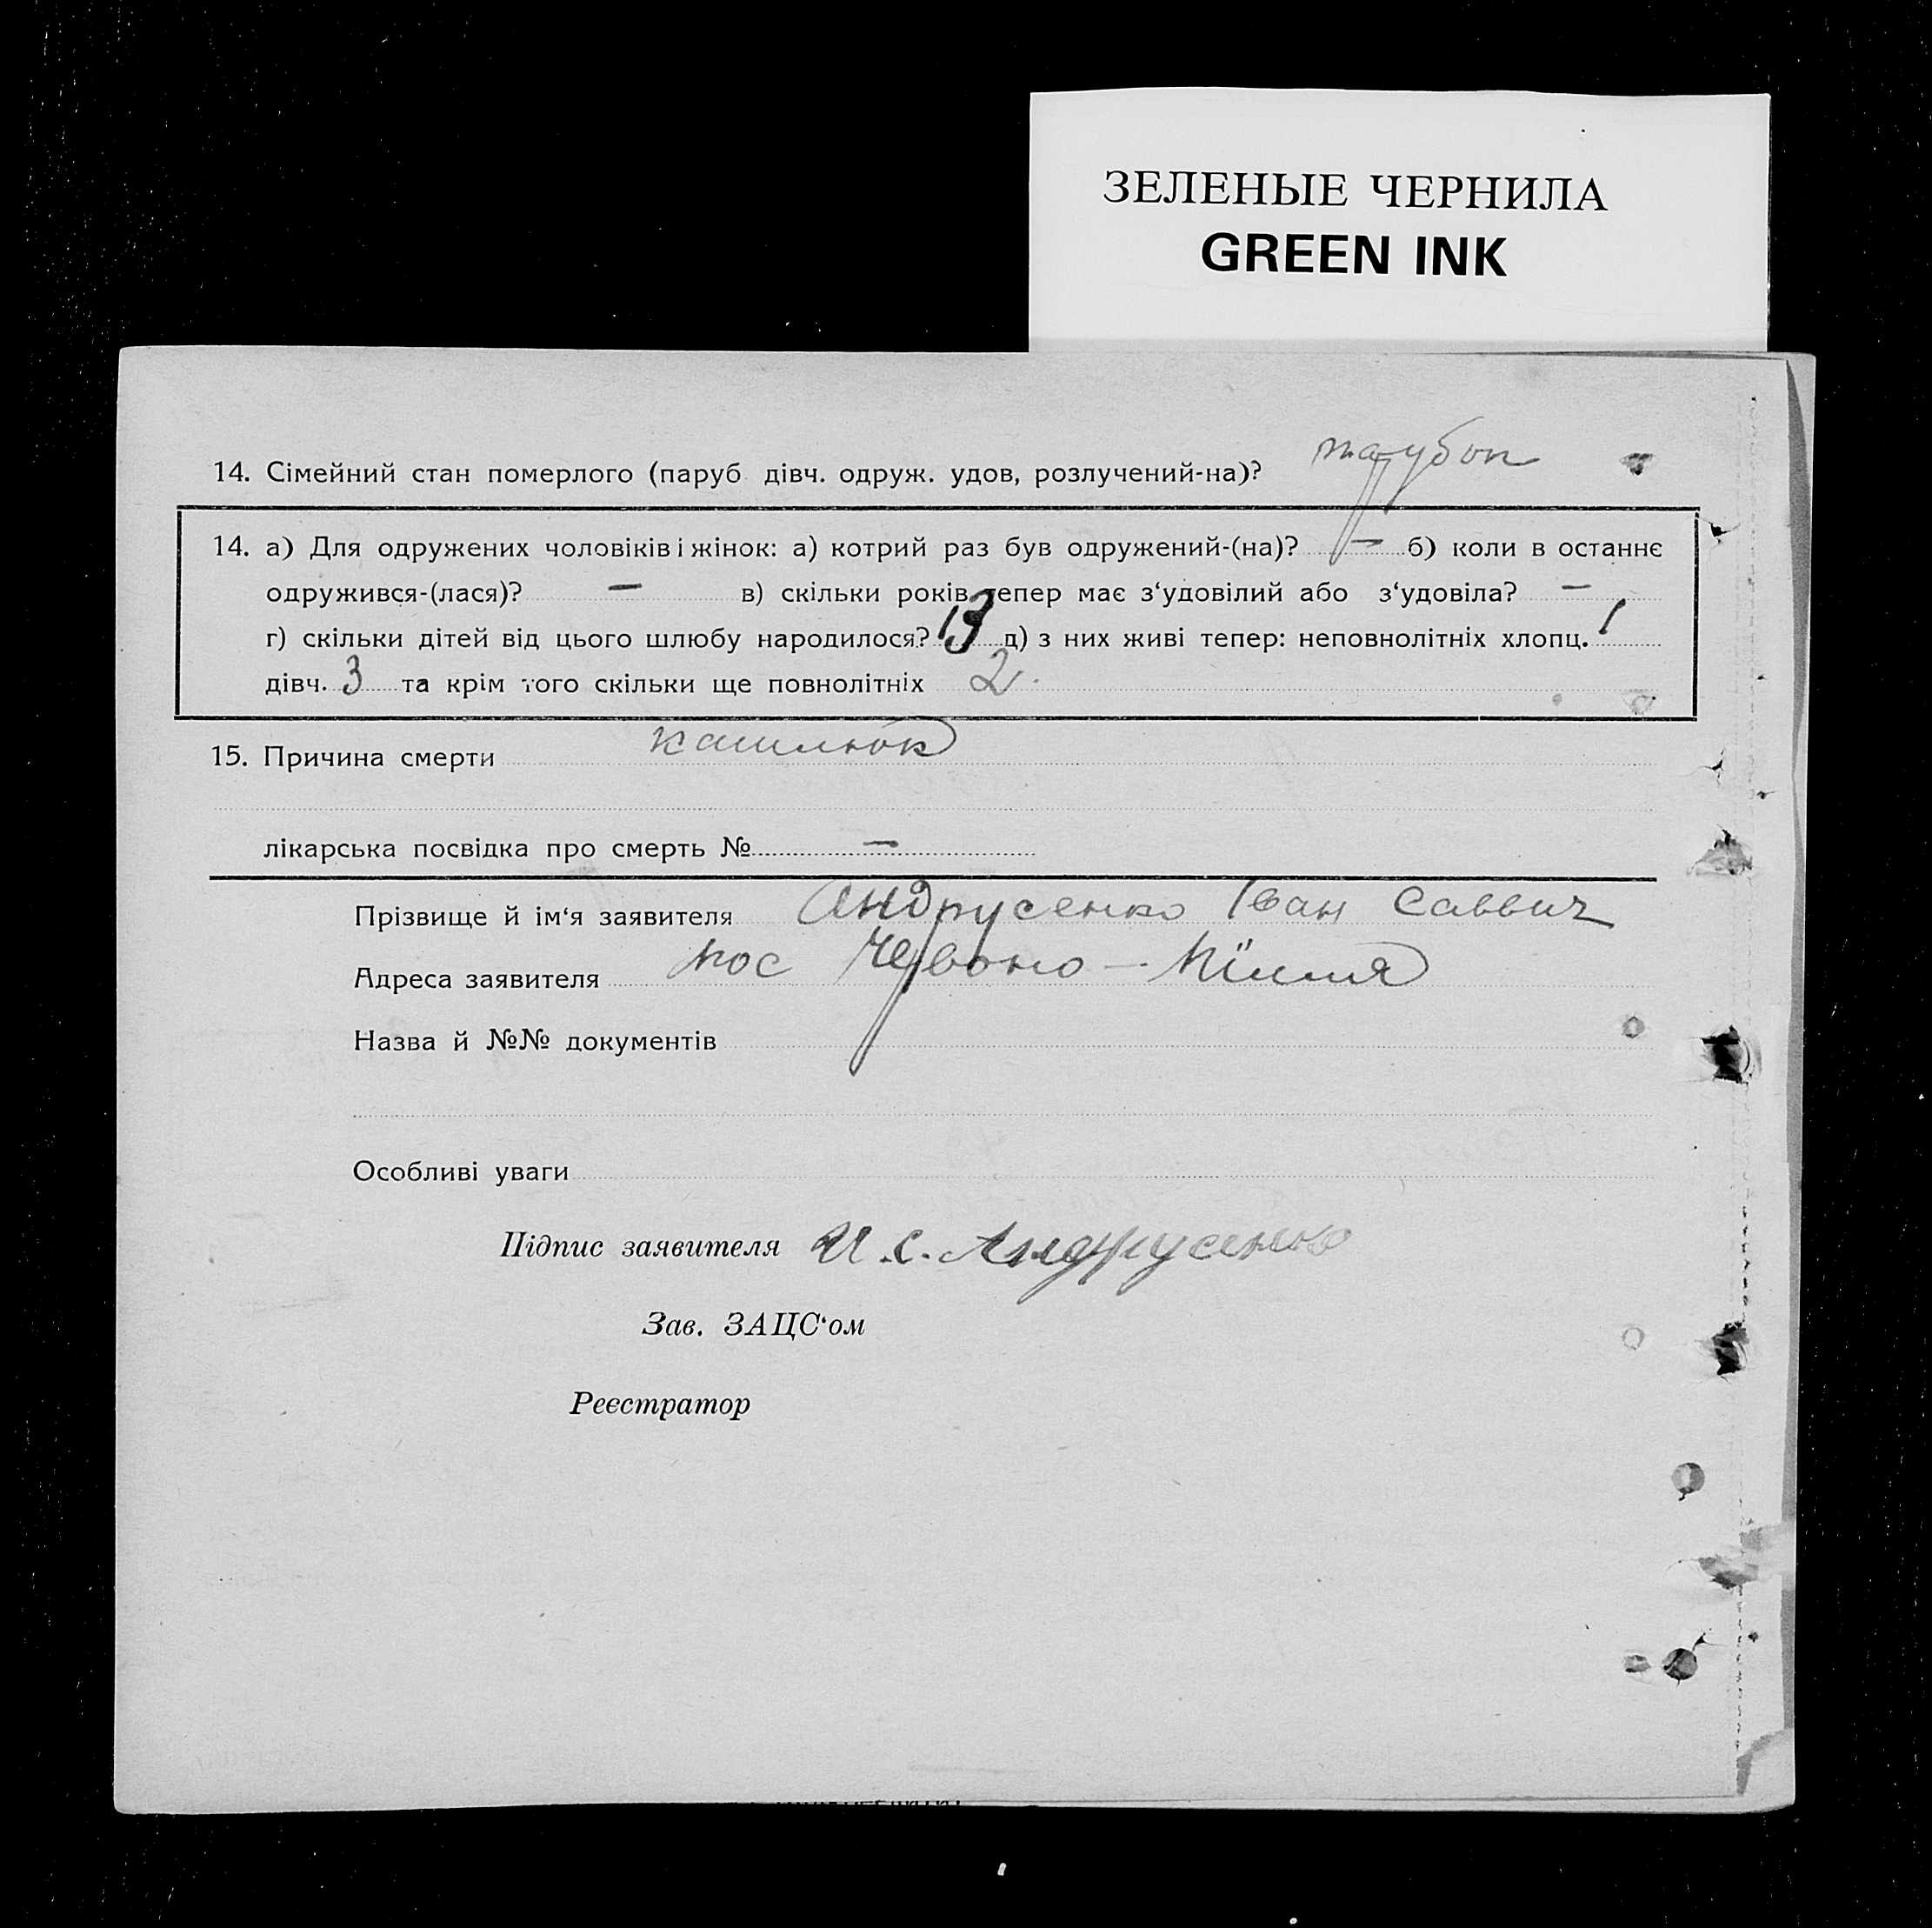 ЗЕЛЕНЫЕ ЧЕРНИЛА
GREEN INK
14. Сімейний стан померлого (паруб дівч. одруж. удов, розлучений-на)? парубок
14. а) Для одружених чоловіків і жінок: а) котрий раз був одружений-(на)? — б) коли в останнє
одружився-(лася)? — в) скільки років тепер має з‘удовілий або з‘удовіла? —
г) скільки дітей від цього шлюбу народилося? 13 д) з них живі тепер: неповнолітніх хлопц. 1
дівч. 3 та крім того скільки ще повнолітніх 2.
15. Причина смерти кашлюк
лікарська посвідка про смерть № —
Прізвище й ім‘я заявителя Андрусенко Іван Саввич
Адреса заявителя пос Червоно —
Назва й №№ документів
Особливі уваги
Підпис заявителя И. С. Андрусенко
Зав. ЗАЦС‘ом
Реєстратор